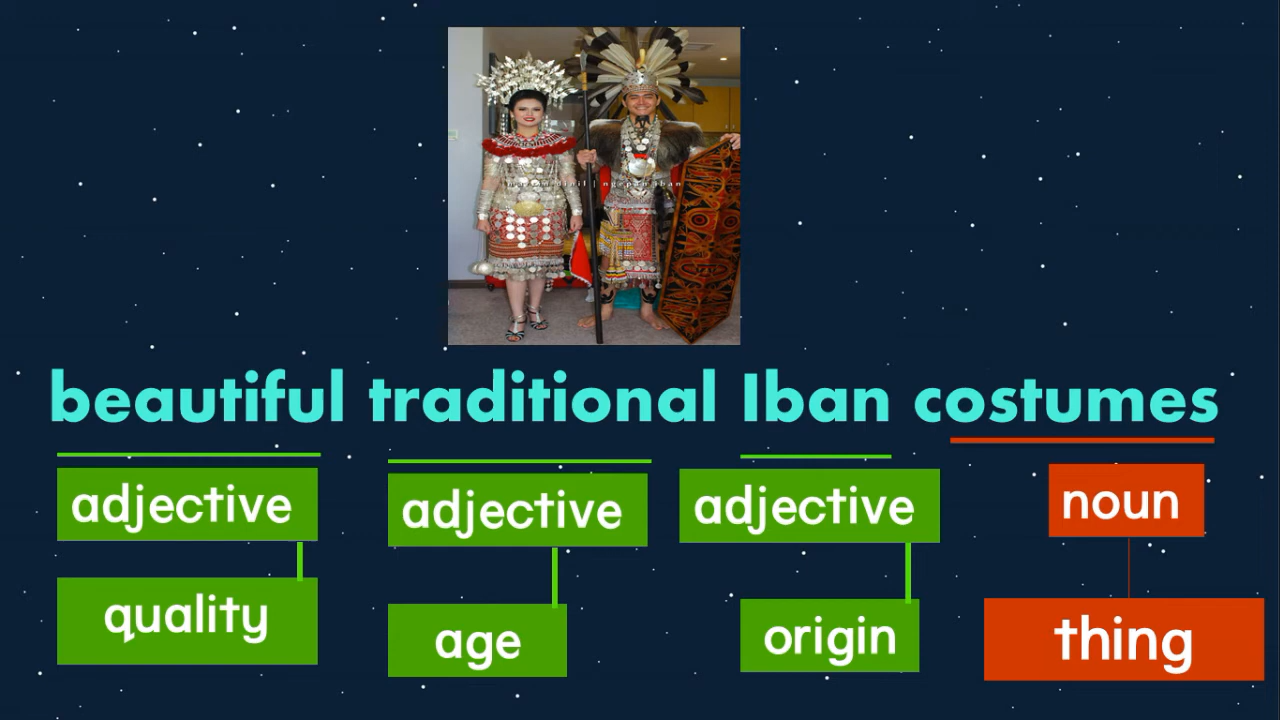 beautiful traditional Iban costumes
adjective adjective adjective noun
quality age origin thing